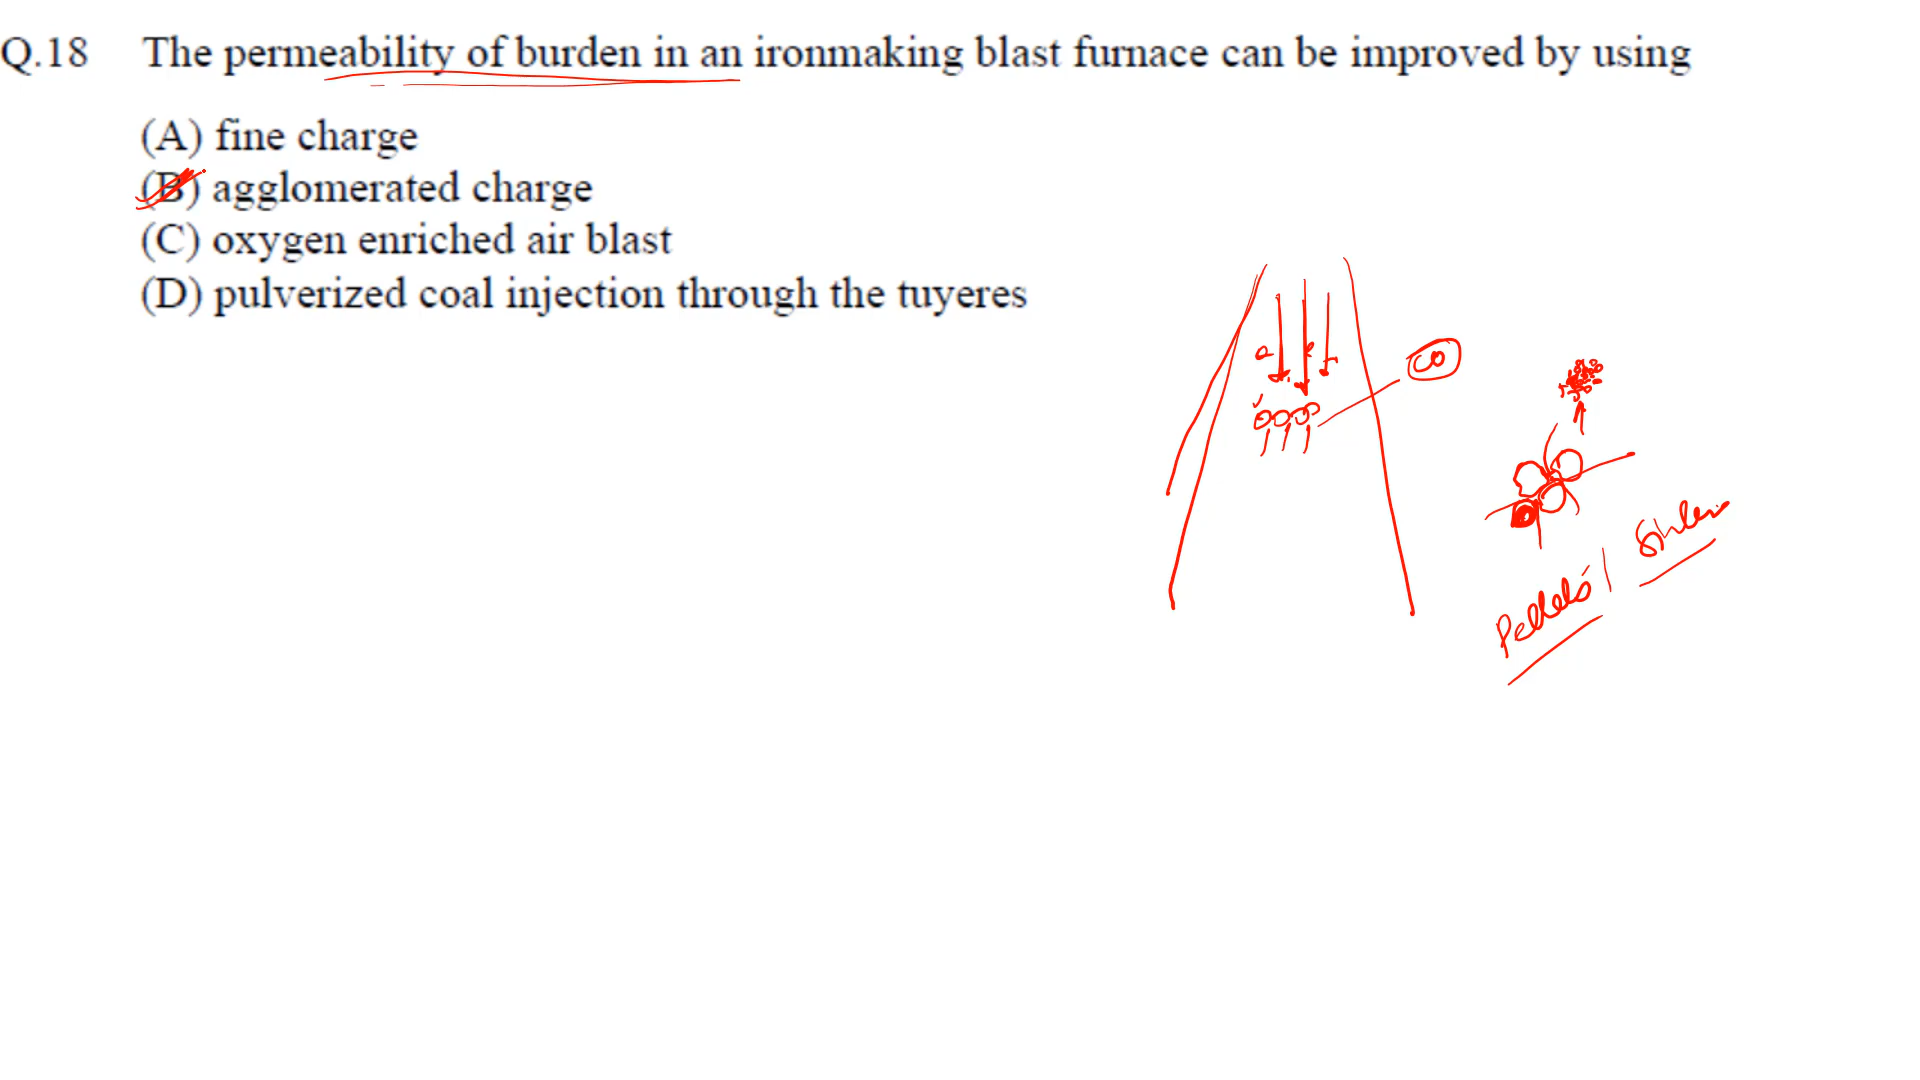 Q.18 The permeability of burden in an ironmaking blast furnace can be improved by using
(A) fine charge
(B) agglomerated charge
(C) oxygen enriched air blast
(D) pulverized coal injection through the tuyeres
CO
Pellets /